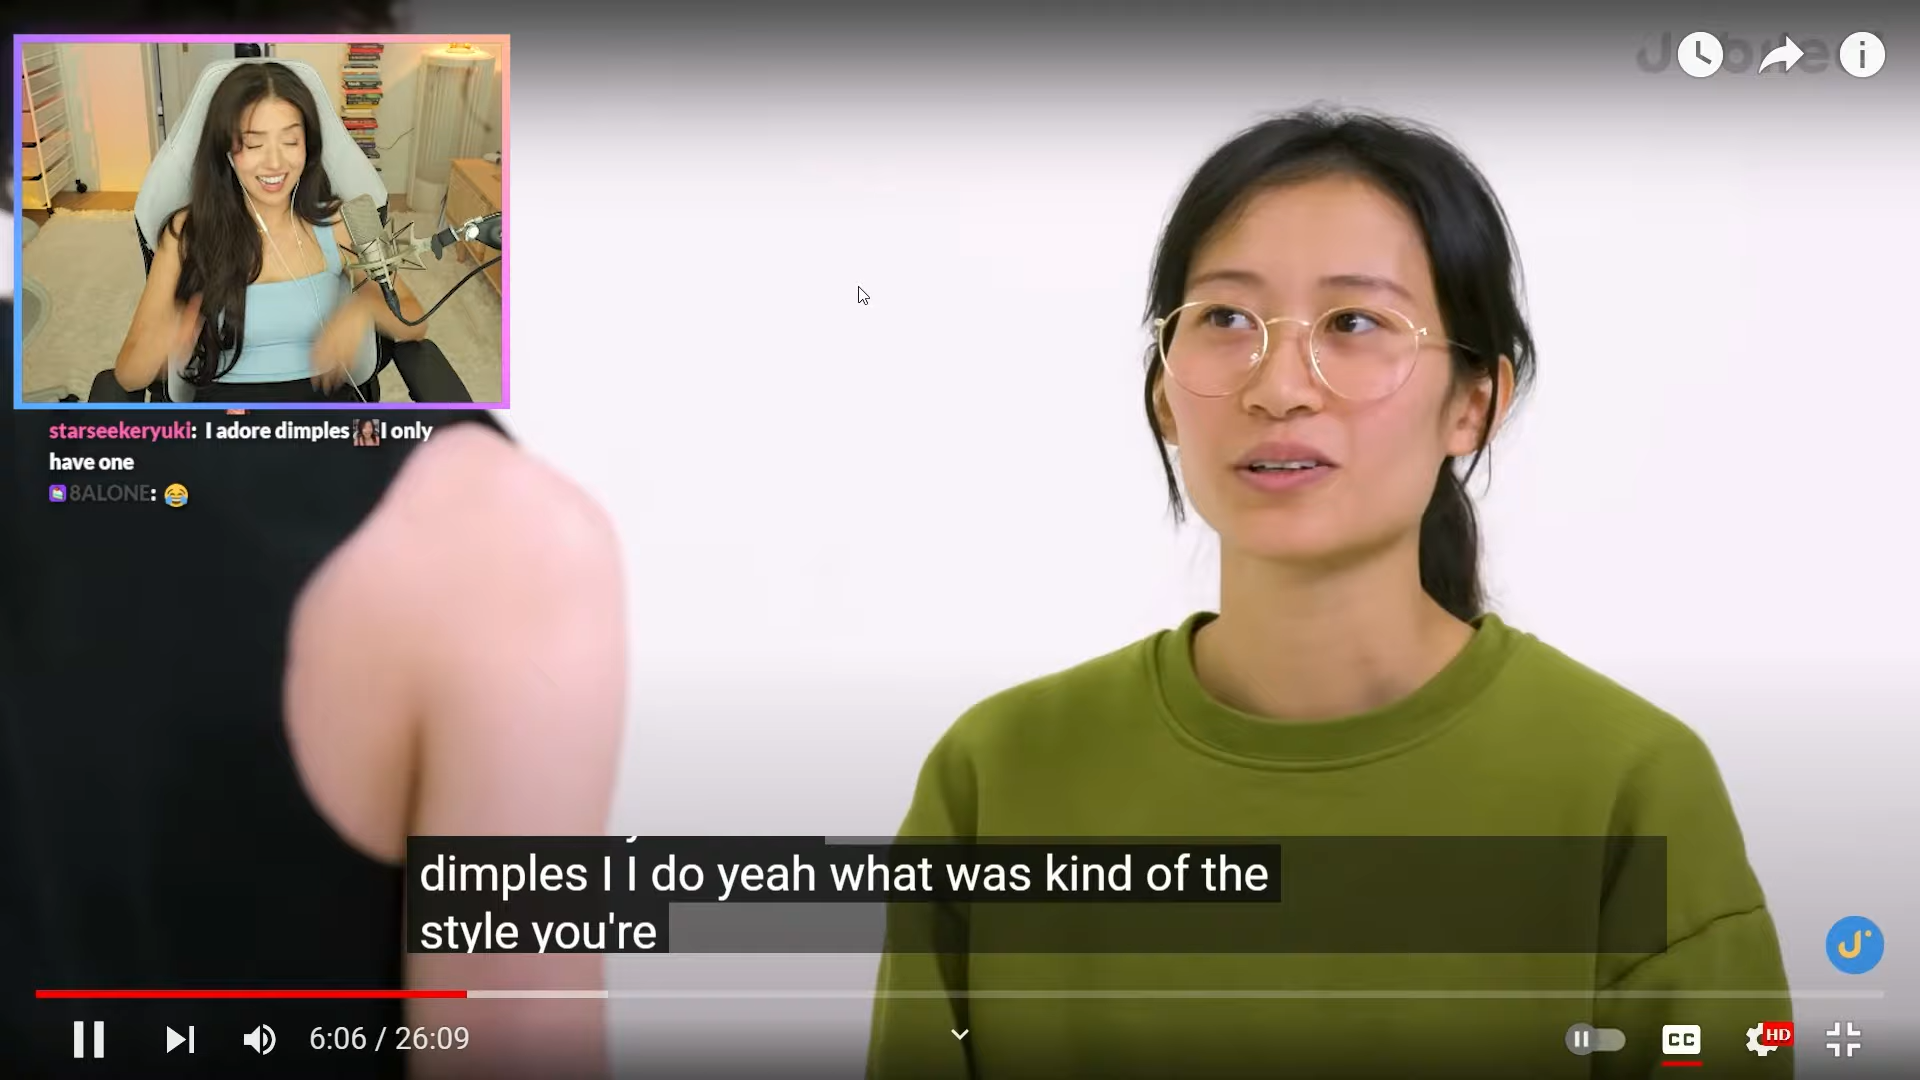 Jubilee
starseekeryuki: I adore dimples I only
have one
8ALONE: 😂
dimples I I do yeah what was kind of the
style you're
6:06 / 26:09
CC
HD